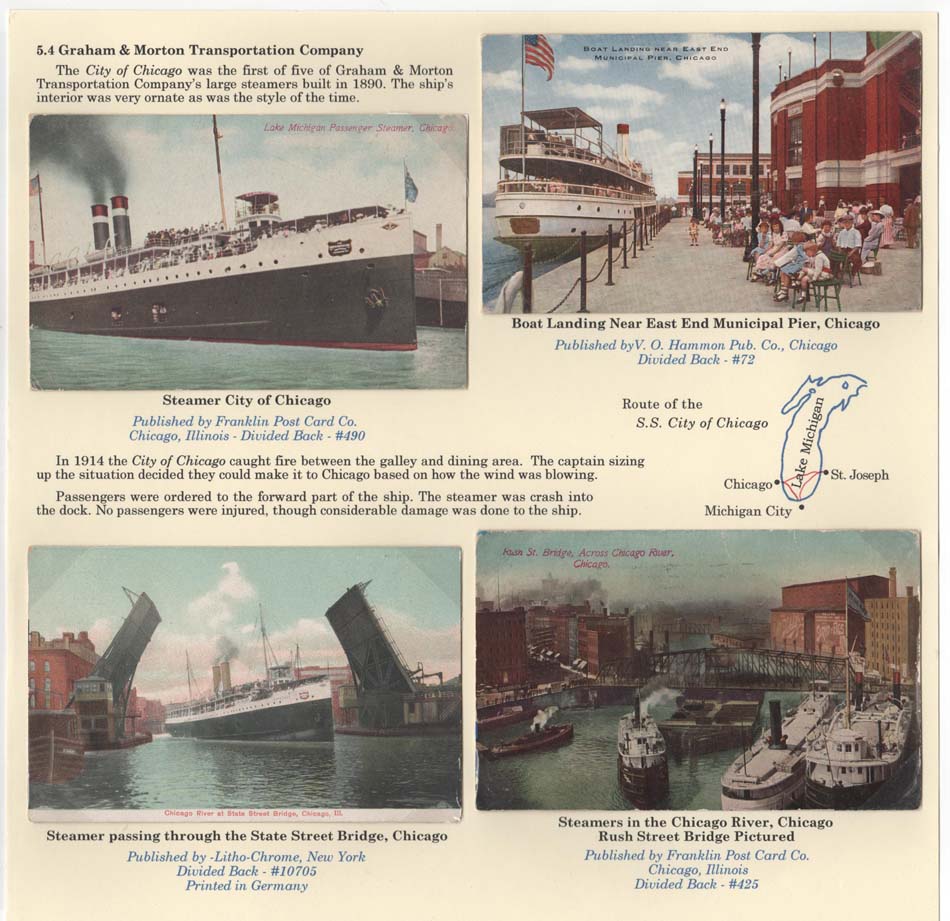 5.4 Graham & Morton Transportation Company
The City of Chicago was the first of five of Graham & Morton
Transportation Company's large steamers built in 1890. The ship's
interior was very ornate as was the style of the time.
Lake Michigan Passenger Steamer, Chicago.
Steamer City of Chicago
Published by Franklin Post Card Co.
Chicago, Illinois - Divided Back - #490
BOAT LANDING NEAR EAST END
MUNICIPAL PIER, CHICAGO
Boat Landing Near East End Municipal Pier, Chicago
Published byV. O. Hammon Pub. Co., Chicago
Divided Back - #72
Route of the
S.S. City of Chicago
Lake Michigan
Chicago
St. Joseph
Michigan City
In 1914 the City of Chicago caught fire between the galley and dining area. The captain sizing
up the situation decided they could make it to Chicago based on how the wind was blowing.
Passengers were ordered to the forward part of the ship. The steamer was crash into
the dock. No passengers were injured, though considerable damage was done to the ship.
Chicago River at State Street Bridge, Chicago, Ill.
Steamer passing through the State Street Bridge, Chicago
Published by -Litho-Chrome, New York
Divided Back - #10705
Printed in Germany
Rush St. Bridge, Across Chicago River,
Chicago.
Steamers in the Chicago River, Chicago
Rush Street Bridge Pictured
Published by Franklin Post Card Co.
Chicago, Illinois
Divided Back - #425